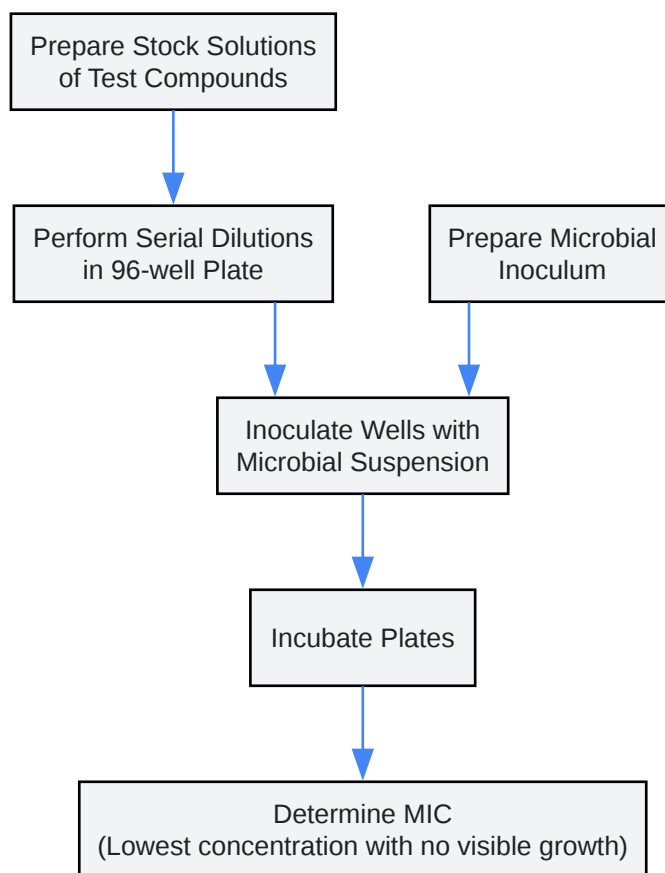 Prepare Stock Solutions
of Test Compounds
Perform Serial Dilutions
in 96-well Plate
Prepare Microbial
Inoculum
Inoculate Wells with
Microbial Suspension
Incubate Plates
Determine MIC
(Lowest concentration with no visible growth)